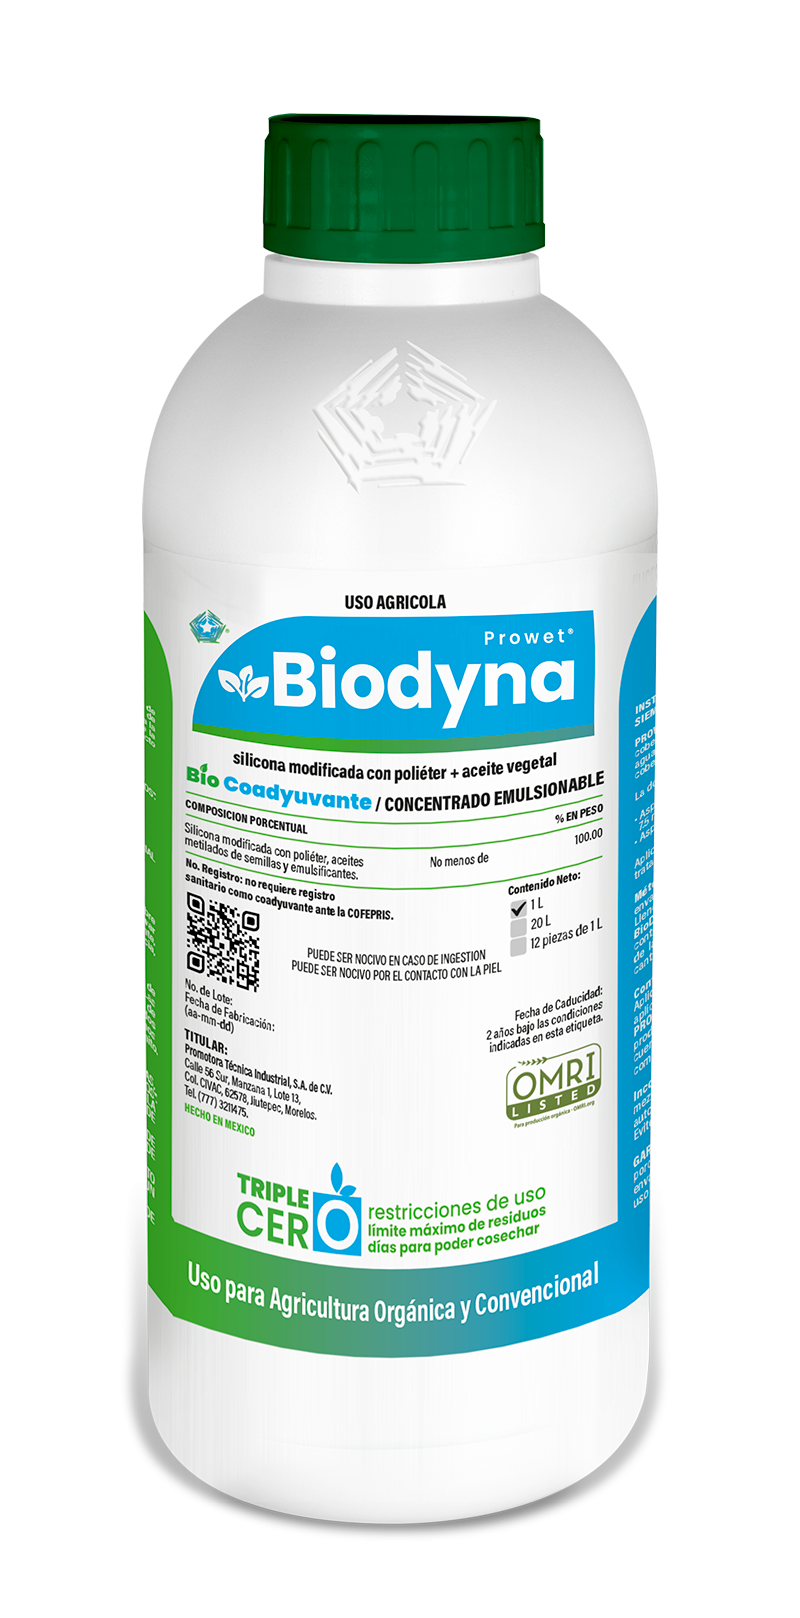 USO AGRICOLA
Prowet®
Biodyna
silicona modificada con poliéter + aceite vegetal
Bio Coadyuvante / CONCENTRADO EMULSIONABLE
COMPOSICION PORCENTUAL
% EN PESO
Silicona modificada con poliéter, aceites
metilados de semillas y emulsificantes.
No menos de
100.00
No. Registro: no requiere registro
sanitario como coadyuvante ante la COFEPRIS.
Contenido Neto:
1 L
20 L
12 piezas de 1 L
PUEDE SER NOCIVO EN CASO DE INGESTION
PUEDE SER NOCIVO POR EL CONTACTO CON LA PIEL
No. de Lote:
Fecha de Fabricación:
(aa-mm-dd)
Fecha de Caducidad:
2 años bajo las condiciones
indicadas en esta etiqueta.
TITULAR:
Promotora Técnica Industrial, S.A. de C.V.
Calle 56 Sur, Manzana 1, Lote 13,
Col. CIVAC, 62578, Jiutepec, Morelos.
Tel. (777) 3211475.
HECHO EN MEXICO
OMRI
LISTED
Para producción orgánica · OMRI.org
TRIPLE
CERO
restricciones de uso
límite máximo de residuos
días para poder cosechar
Uso para Agricultura Orgánica y Convencional